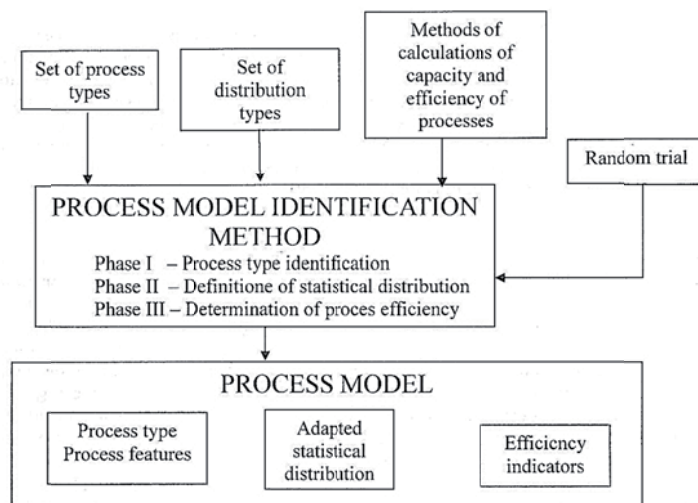 Set of process
types
Set of
distribution
types
Methods of
calculations of
capacity and
efficiency of
processes
Random trial
PROCESS MODEL IDENTIFICATION
METHOD
Phase I – Process type identification
Phase II – Definitione of statistical distribution
Phase III – Determination of proces efficiency
PROCESS MODEL
Process type
Process features
Adapted
statistical
distribution
Efficiency
indicators